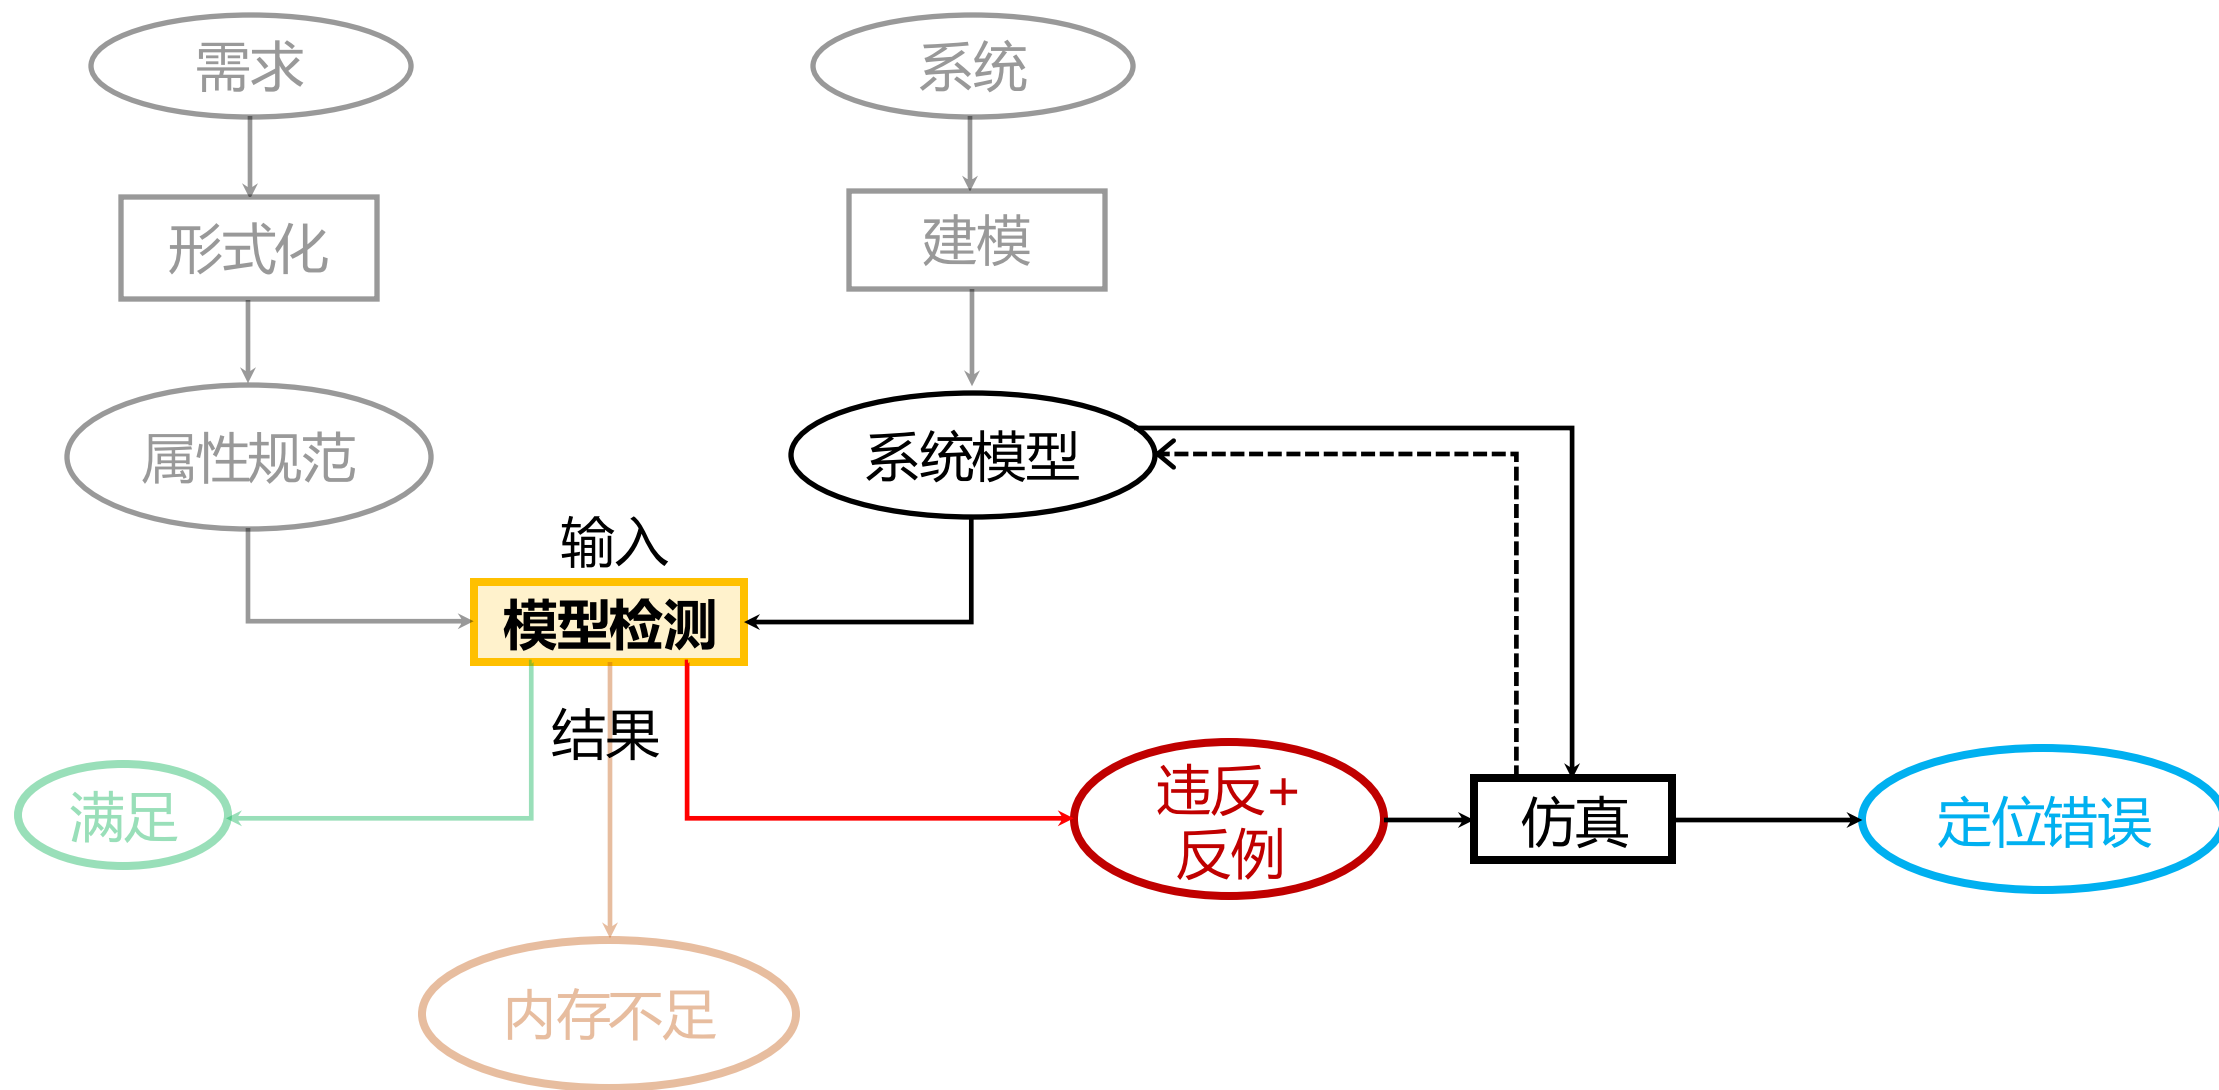 需求
系统
形式化
建模
属性规范
系统模型
输入
模型检测
结果
满足
违反+
反例
仿真
定位错误
内存不足